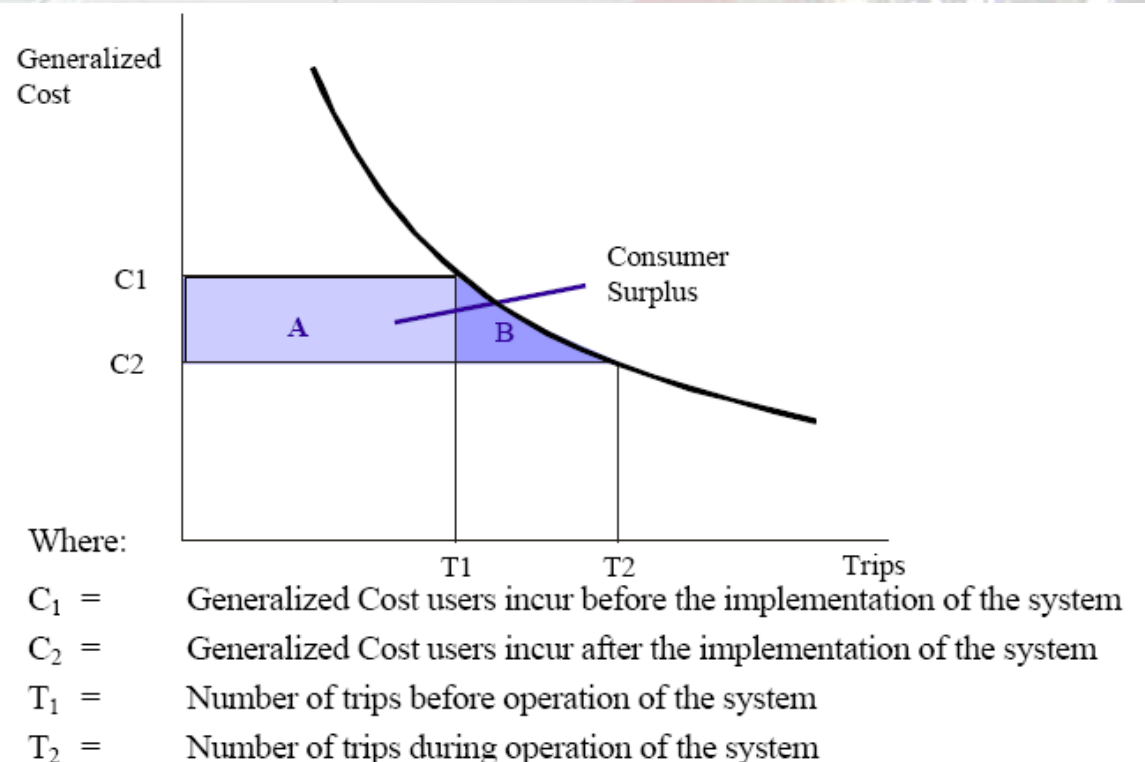 Generalized
Cost
C1
Consumer
Surplus
A
B
C2
Where:
T1
T2
Trips
C₁ = Generalized Cost users incur before the implementation of the system
C₂ = Generalized Cost users incur after the implementation of the system
T₁ = Number of trips before operation of the system
T₂ = Number of trips during operation of the system